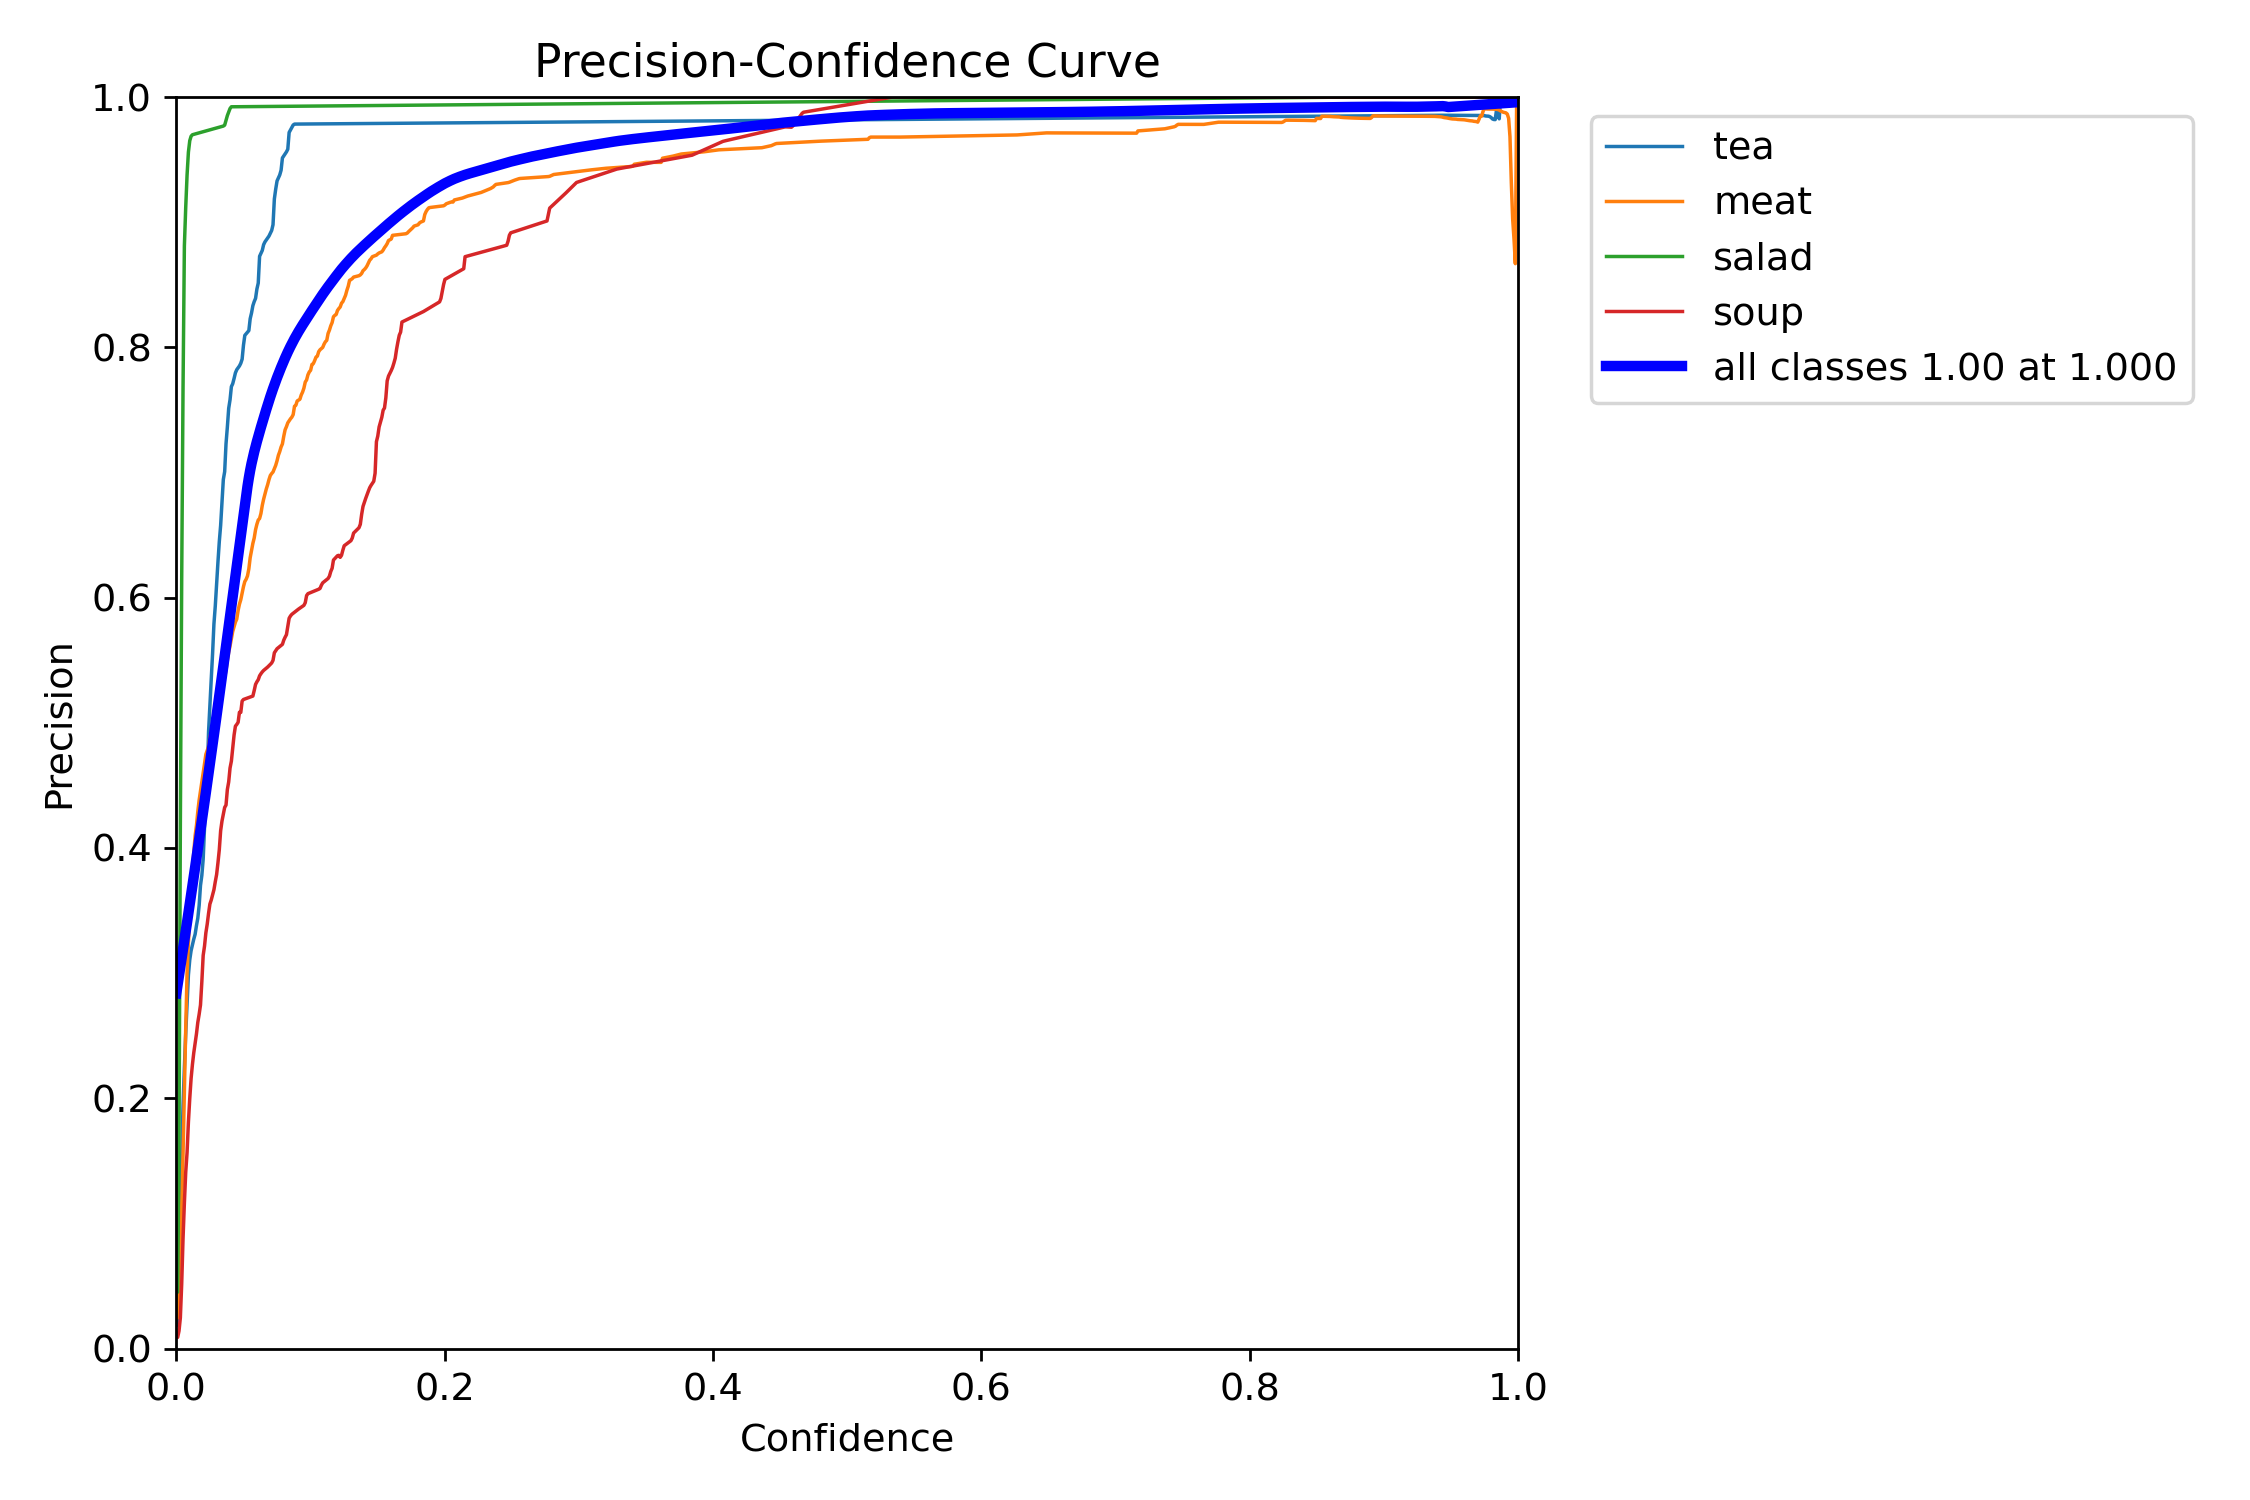 Precision-Confidence Curve
1.0
0.8
0.6
0.4
0.2
0.0
Precision
0.0 0.2 0.4 0.6 0.8 1.0
Confidence
tea
meat
salad
soup
all classes 1.00 at 1.000